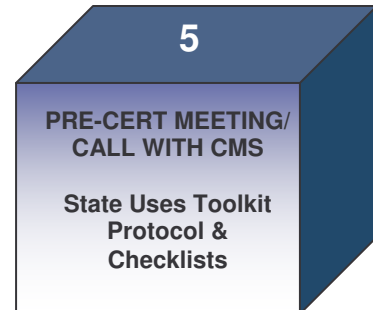 5
PRE-CERT MEETING/
CALL WITH CMS
State Uses Toolkit
Protocol &
Checklists